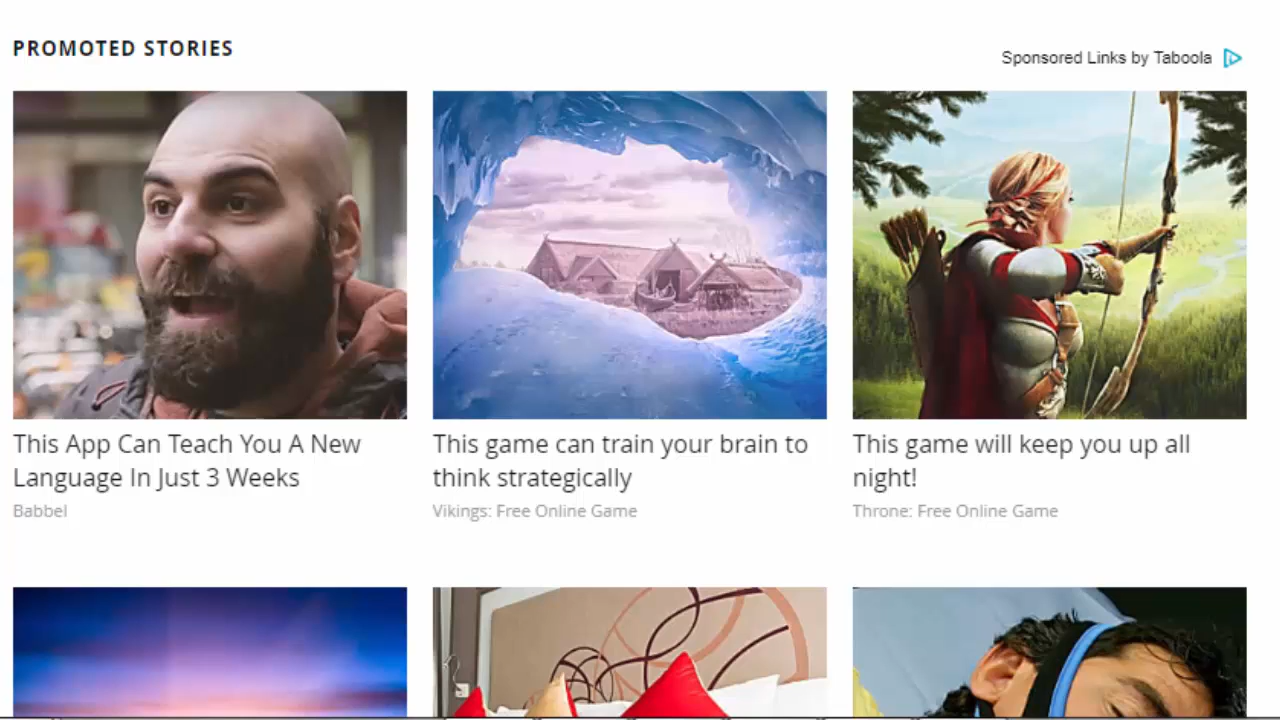 PROMOTED STORIES
Sponsored Links by Taboola
This App Can Teach You A New
Language In Just 3 Weeks
Babbel
This game can train your brain to
think strategically
Vikings: Free Online Game
This game will keep you up all
night!
Throne: Free Online Game